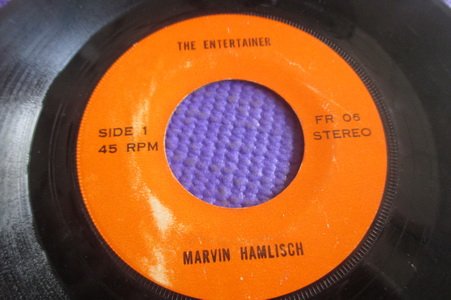 THE ENTERTAINER
SIDE 1
45 RPM
FR 05
STEREO
MARVIN HAMLISCH